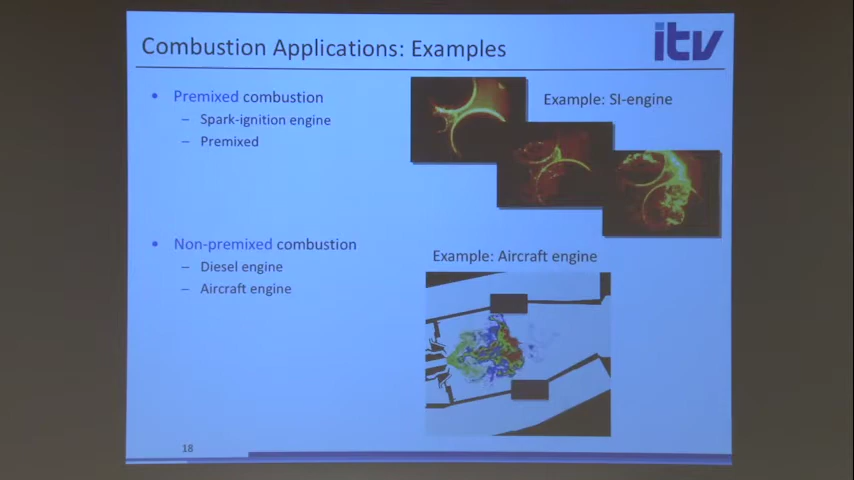 Combustion Applications: Examples
itv
• Premixed combustion
– Spark-ignition engine
– Premixed
Example: SI-engine
• Non-premixed combustion
– Diesel engine
– Aircraft engine
Example: Aircraft engine
18